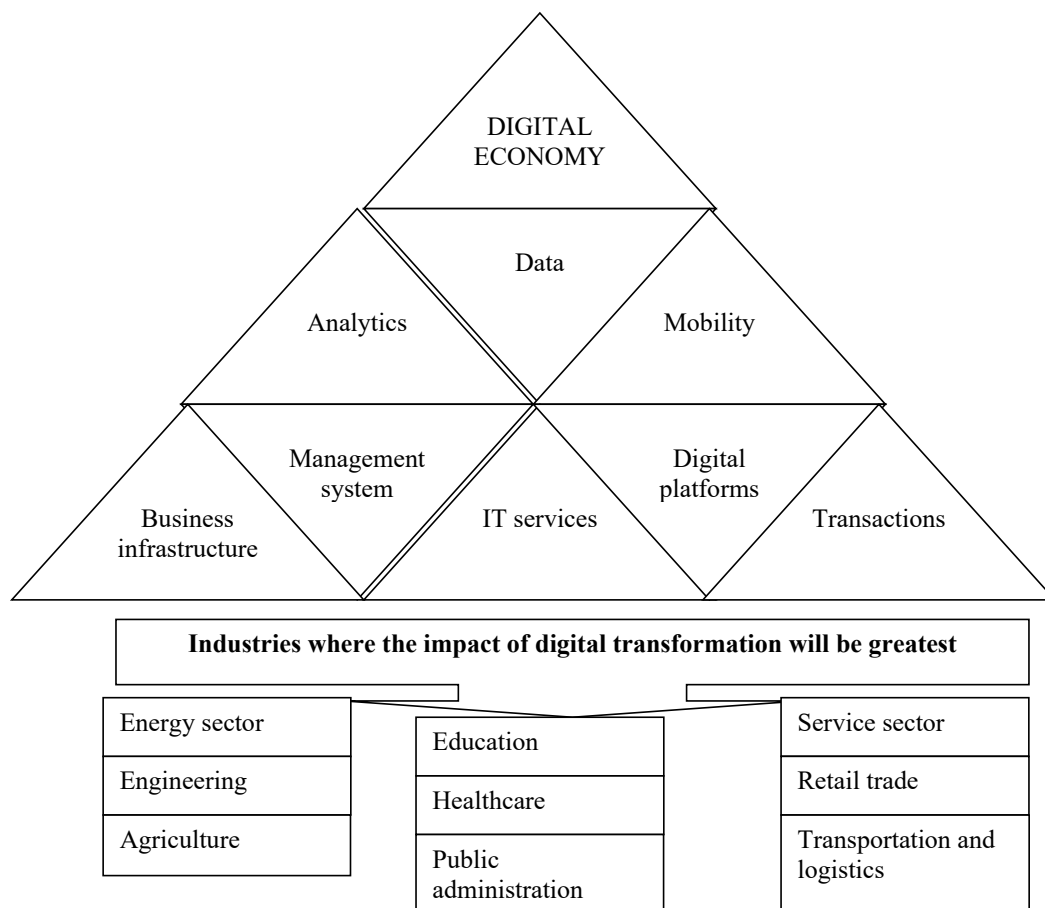 DIGITAL
ECONOMY
Data
Analytics
Mobility
Management
system
Digital
platforms
Business
infrastructure
IT services
Transactions
Industries where the impact of digital transformation will be greatest
Energy sector
Engineering
Agriculture
Education
Healthcare
Public
administration
Service sector
Retail trade
Transportation and
logistics